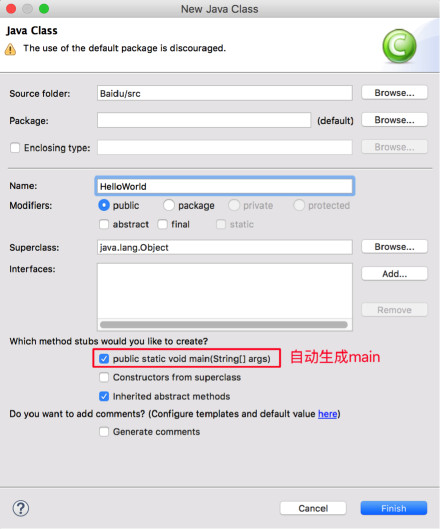 New Java Class
Java Class
The use of the default package is discouraged.
C
Source folder: Baidu/src Browse...
Package: (default) Browse...
Enclosing type: Browse...
Name: HelloWorld
Modifiers: public package private protected
abstract final static
Superclass: java.lang.Object Browse...
Interfaces: Add...
Remove
Which method stubs would you like to create?
public static void main(String[] args) 自动生成main
Constructors from superclass
Inherited abstract methods
Do you want to add comments? (Configure templates and default value here)
Generate comments
? Cancel Finish